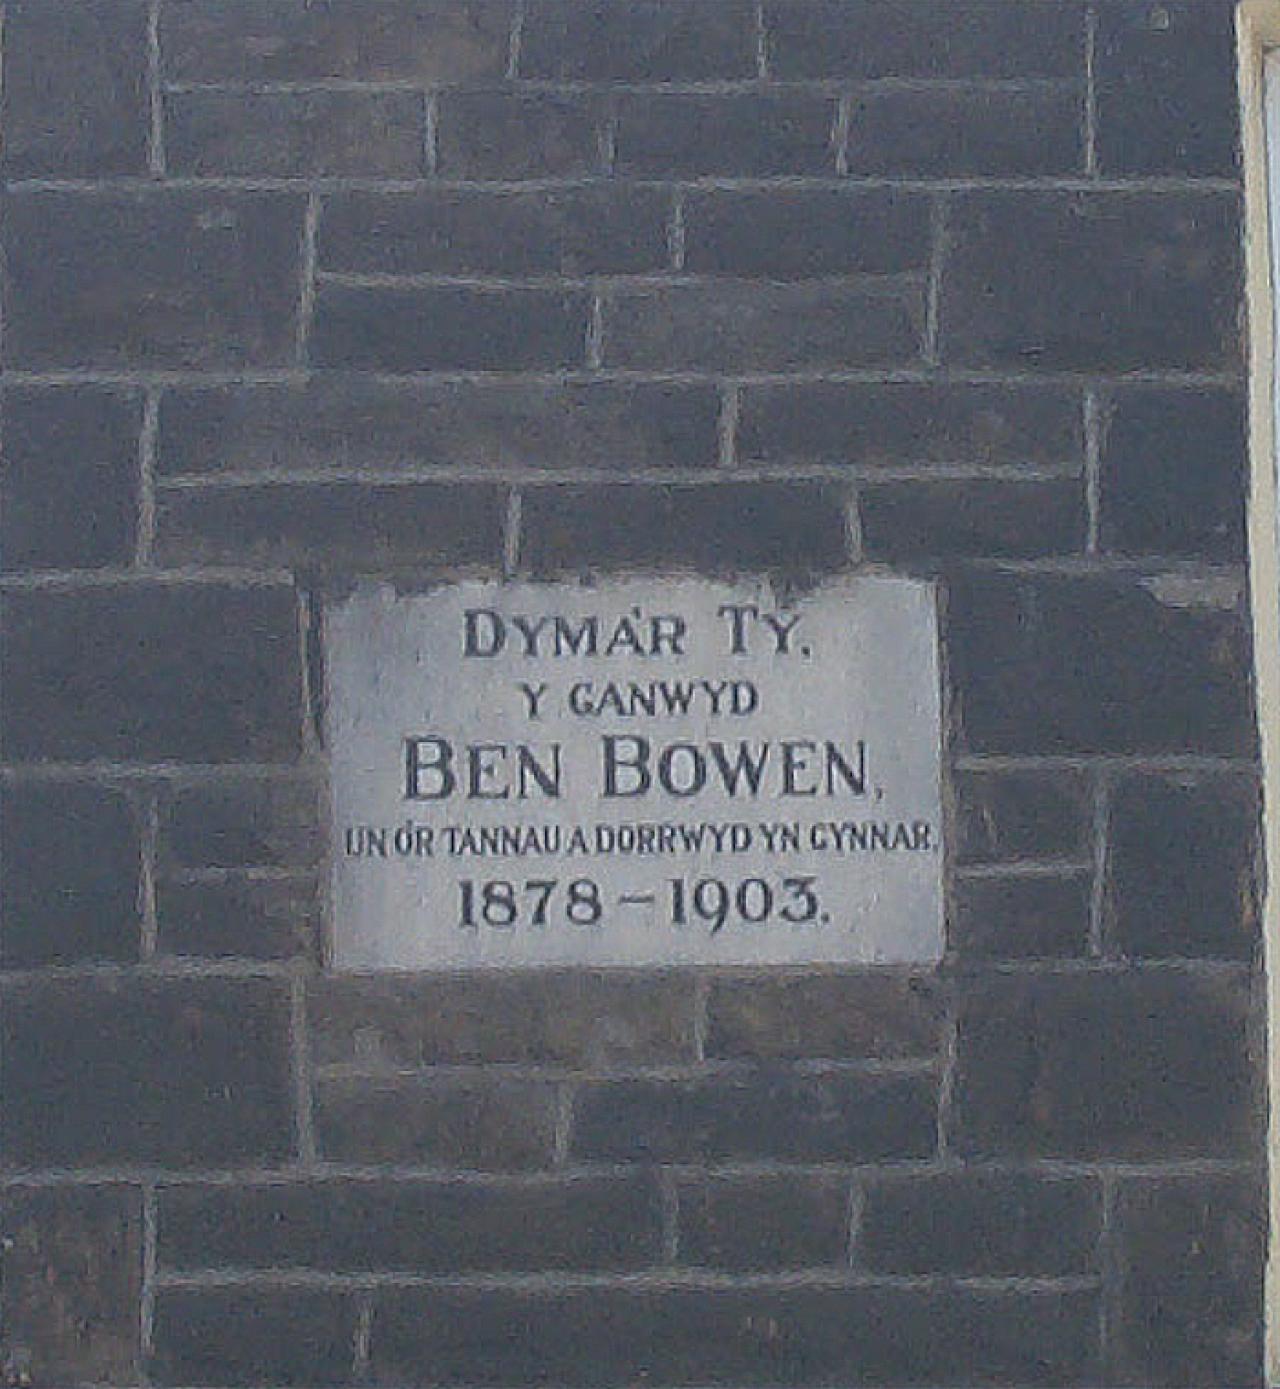 DYMA'R TY,
Y GANWYD
BEN BOWEN,
UN O'R TANNAU A DORRWYD YN GYNNAR.
1878 – 1903.